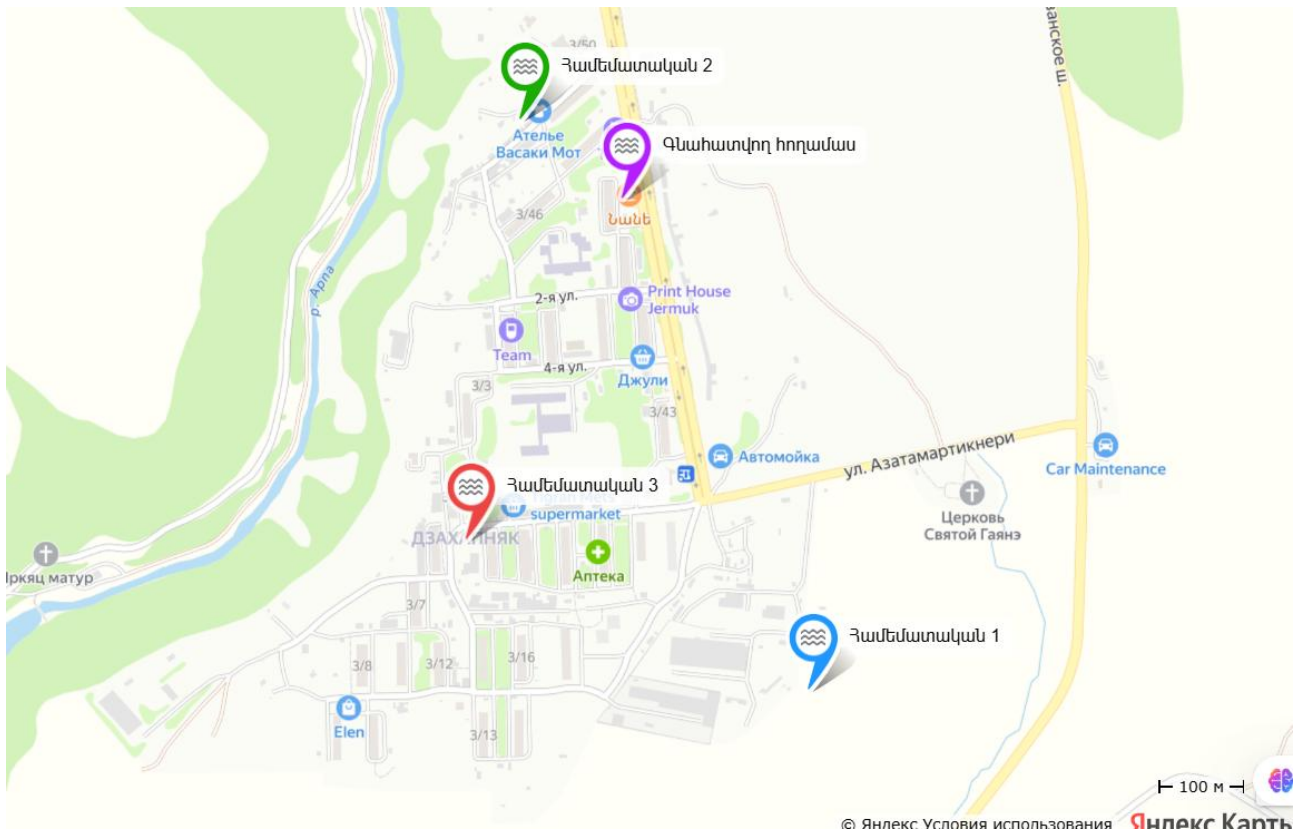 3/50
Համեմատական 2
Ателье
Васаки Мот
Գնահատվող հողամաս
3/46
Նանե
р. Арпа
2-я ул.
Print House
Jermuk
Team
4-я ул.
Джули
3/3
3/43
Автомойка
ул. Азатамартикнери
Car Maintenance
Համեմատական 3
supermarket
Церковь
Святой Гаянэ
Аптека
матур
3/7
Համեմատական 1
3/8
3/12
3/16
Elen
3/13
100 м
© Яндекс Условия использования
Яндекс Карты